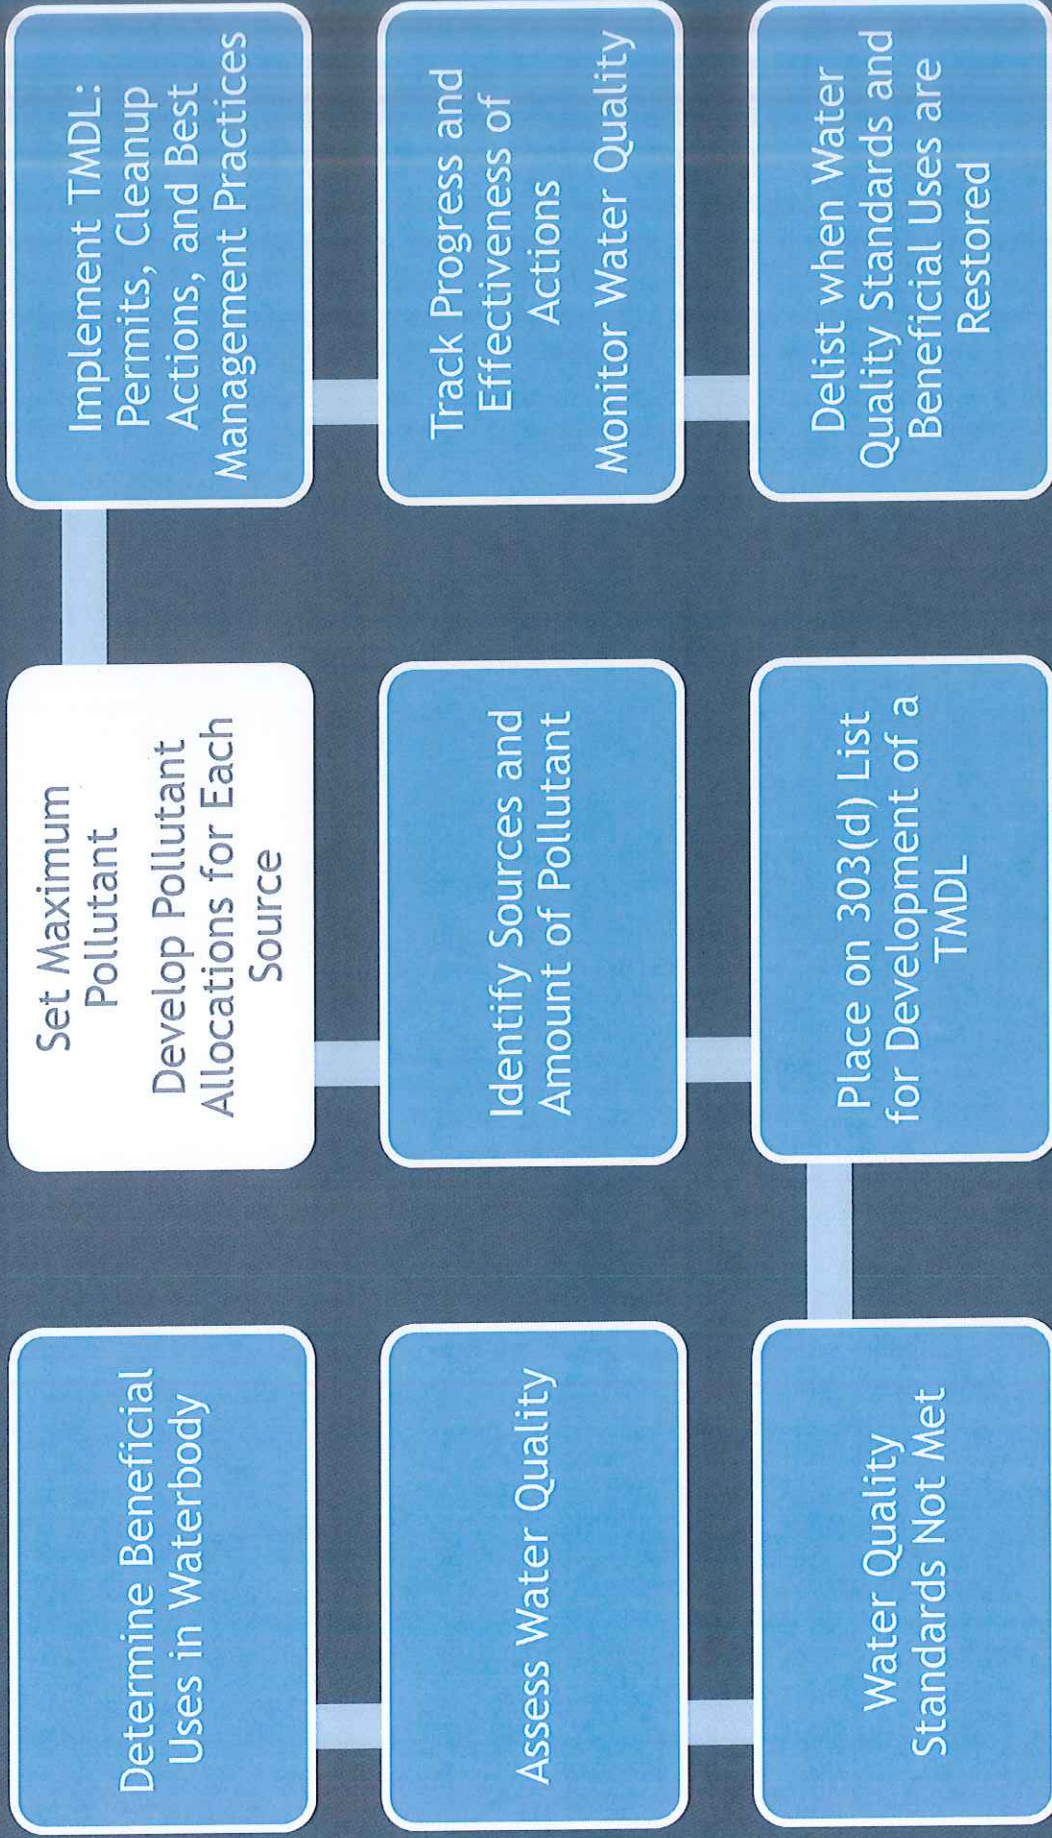 Determine Beneficial
Uses in Waterbody
Assess Water Quality
Water Quality
Standards Not Met
Place on 303(d) List
for Development of a
TMDL
Identify Sources and
Amount of Pollutant
Set Maximum
Pollutant
Develop Pollutant
Allocations for Each
Source
Implement TMDL:
Permits, Cleanup
Actions, and Best
Management Practices
Track Progress and
Effectiveness of
Actions
Monitor Water Quality
Delist when Water
Quality Standards and
Beneficial Uses are
Restored